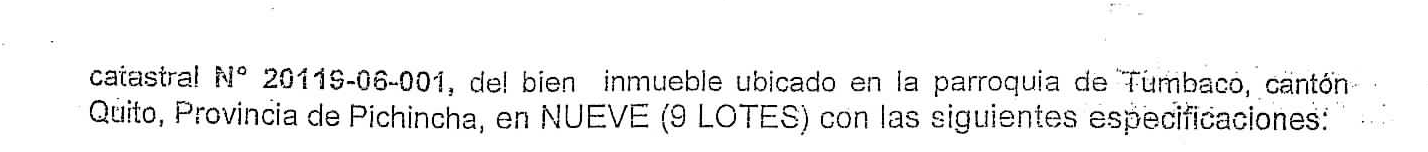 catastral N° 20119-06-001, del bien inmueble ubicado en la parroquia de Tumbaco, cantón
Quito, Provincia de Pichincha, en NUEVE (9 LOTES) con las siguientes especificaciones: